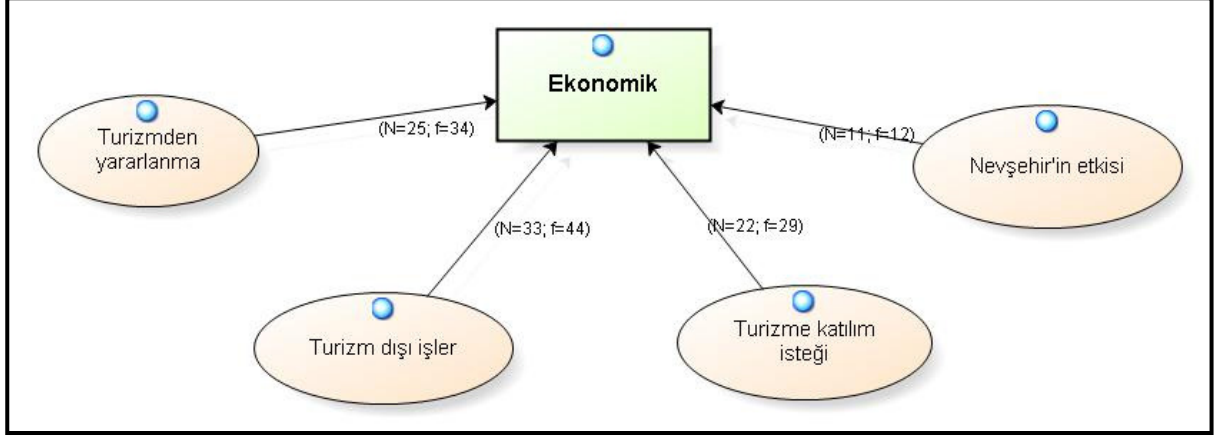 Ekonomik
Turizmden
yararlanma
(N=25; f=34)
(N=11; f=12)
Nevşehir'in etkisi
(N=33; f=44)
(N=22; f=29)
Turizm dışı işler
Turizme katılım
isteği